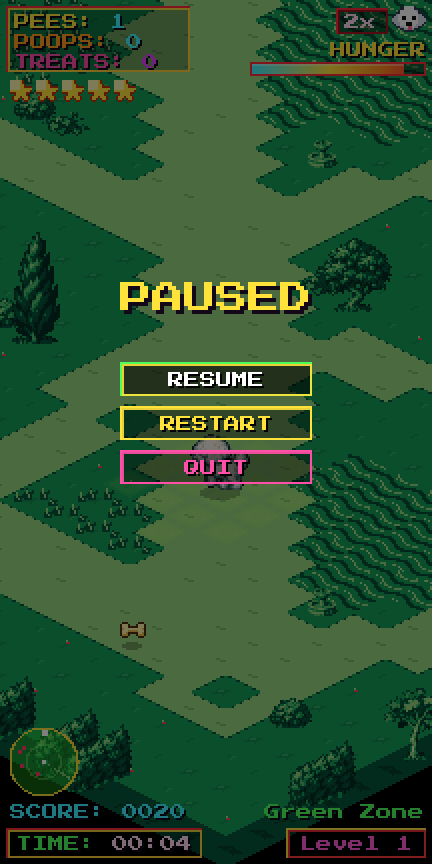 PEES: 1
POOPS: 0
TREATS: 0
2x
HUNGER
PAUSED
RESUME
RESTART
QUIT
SCORE: 0020
Green Zone
TIME: 00:04
Level 1